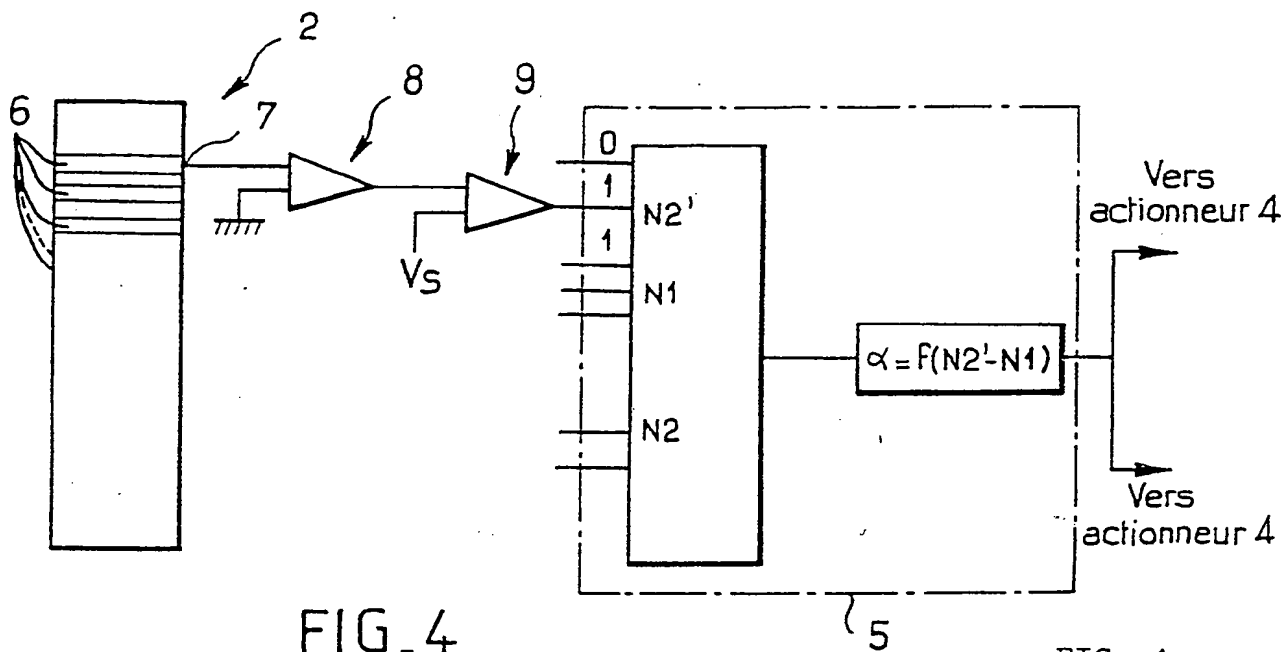 2
6
7
8
9
VS
0
1
N2'
1
N1
N2
α = f(N2'-N1)
Vers
actionneur 4
Vers
actionneur 4
5
FIG.4